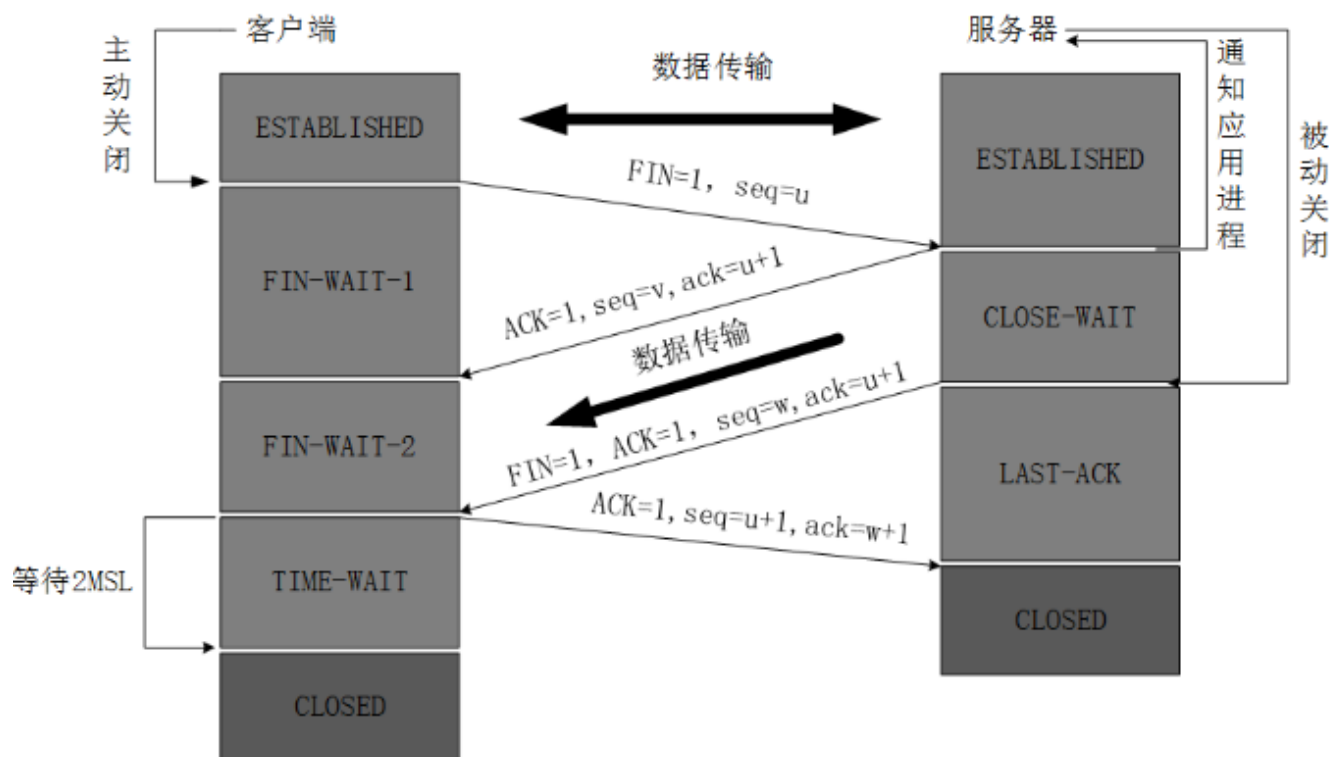 客户端
服务器
主动关闭
数据传输
通知应用进程
被动关闭
ESTABLISHED
ESTABLISHED
FIN=1, seq=u
FIN-WAIT-1
ACK=1,seq=v,ack=u+1
CLOSE-WAIT
数据传输
FIN-WAIT-2
FIN=1, ACK=1, seq=w,ack=u+1
LAST-ACK
ACK=1,seq=u+1,ack=w+1
等待2MSL
TIME-WAIT
CLOSED
CLOSED